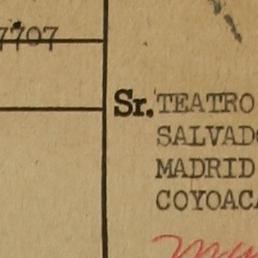 7707
Sr. TEATRO
SALVADO
MADRID
COYOACA